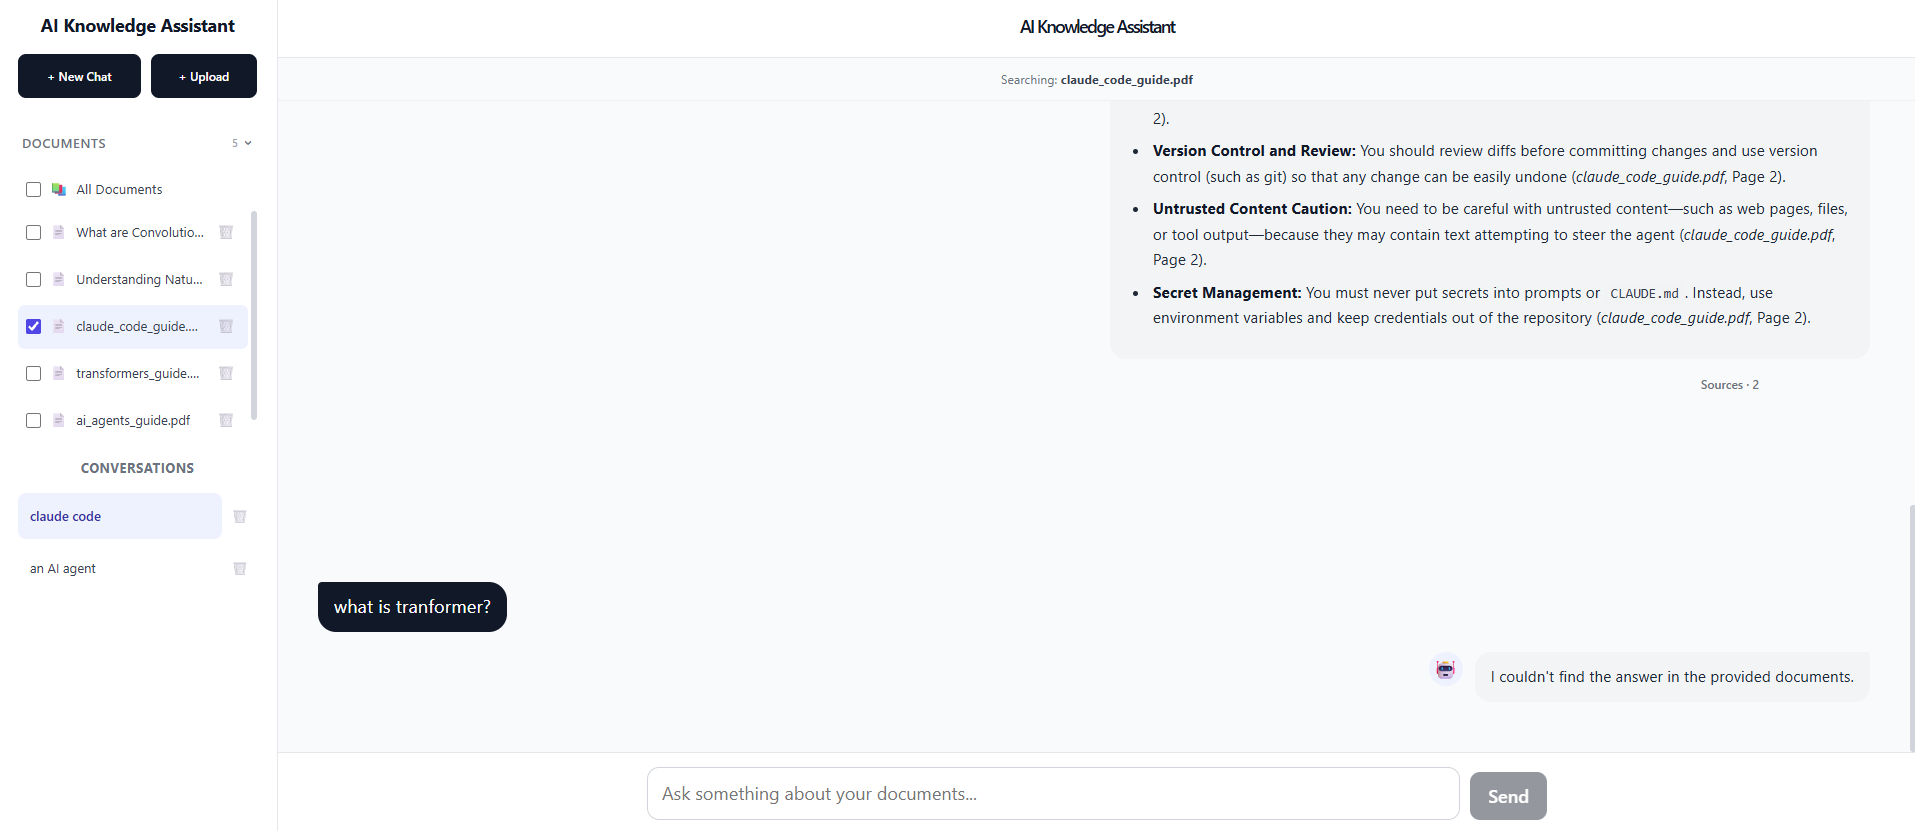 AI Knowledge Assistant
+ New Chat
+ Upload
DOCUMENTS
5
All Documents
What are Convolutio...
Understanding Natu...
claude_code_guide....
transformers_guide....
ai_agents_guide.pdf
CONVERSATIONS
claude code
an AI agent
AI Knowledge Assistant
Searching: claude_code_guide.pdf
2).
• Version Control and Review: You should review diffs before committing changes and use version
control (such as git) so that any change can be easily undone (claude_code_guide.pdf, Page 2).
• Untrusted Content Caution: You need to be careful with untrusted content—such as web pages, files,
or tool output—because they may contain text attempting to steer the agent (claude_code_guide.pdf,
Page 2).
• Secret Management: You must never put secrets into prompts or CLAUDE.md . Instead, use
environment variables and keep credentials out of the repository (claude_code_guide.pdf, Page 2).
Sources · 2
what is tranformer?
I couldn't find the answer in the provided documents.
Ask something about your documents...
Send